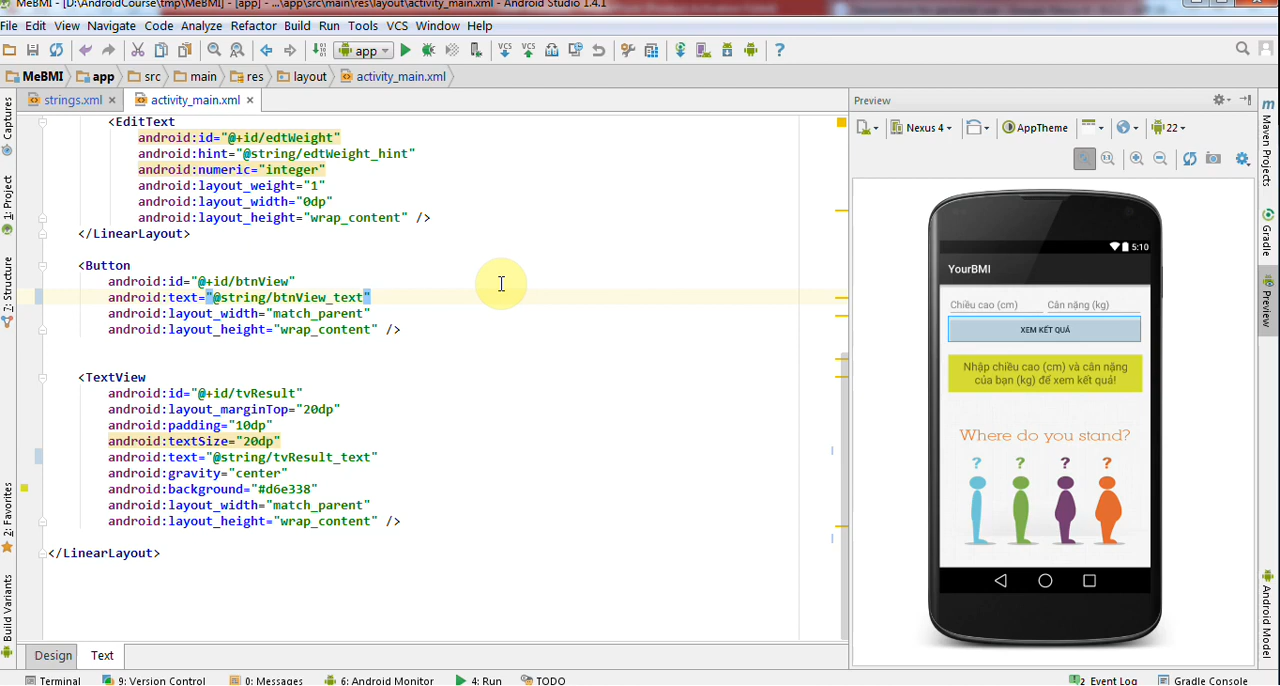 MeBMI - [D:\AndroidCourse\tmp\MeBMI] - [app] - ...\app\src\main\res\layout\activity_main.xml - Android Studio 1.4.1
File Edit View Navigate Code Analyze Refactor Build Run Tools VCS Window Help
app
VCS VCS
MeBMI app src main res layout activity_main.xml
strings.xml activity_main.xml
Captures
1: Project
7: Structure
2: Favorites
Build Variants
<EditText
android:id="@+id/edtWeight"
android:hint="@string/edtWeight_hint"
android:numeric="integer"
android:layout_weight="1"
android:layout_width="0dp"
android:layout_height="wrap_content" />
</LinearLayout>
<Button
android:id="@+id/btnView"
android:text="@string/btnView_text"
android:layout_width="match_parent"
android:layout_height="wrap_content" />
<TextView
android:id="@+id/tvResult"
android:layout_marginTop="20dp"
android:padding="10dp"
android:textSize="20dp"
android:text="@string/tvResult_text"
android:gravity="center"
android:background="#d6e338"
android:layout_width="match_parent"
android:layout_height="wrap_content" />
</LinearLayout>
Design Text
Preview
Nexus 4 AppTheme 22
5:10
YourBMI
Chiều cao (cm) Cân nặng (kg)
XEM KẾT QUẢ
Nhập chiều cao (cm) và cân nặng
của bạn (kg) để xem kết quả!
Where do you stand?
? ? ? ?
Maven Projects
Gradle
Preview
Android Model
Terminal 9: Version Control 0: Messages 6: Android Monitor 4: Run TODO 2 Event Log Gradle Console